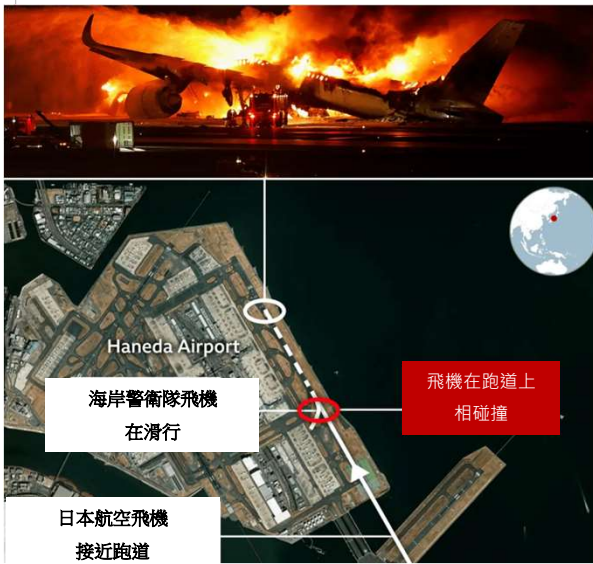 Haneda Airport
海岸警衛隊飛機
在滑行
飛機在跑道上
相碰撞
日本航空飛機
接近跑道